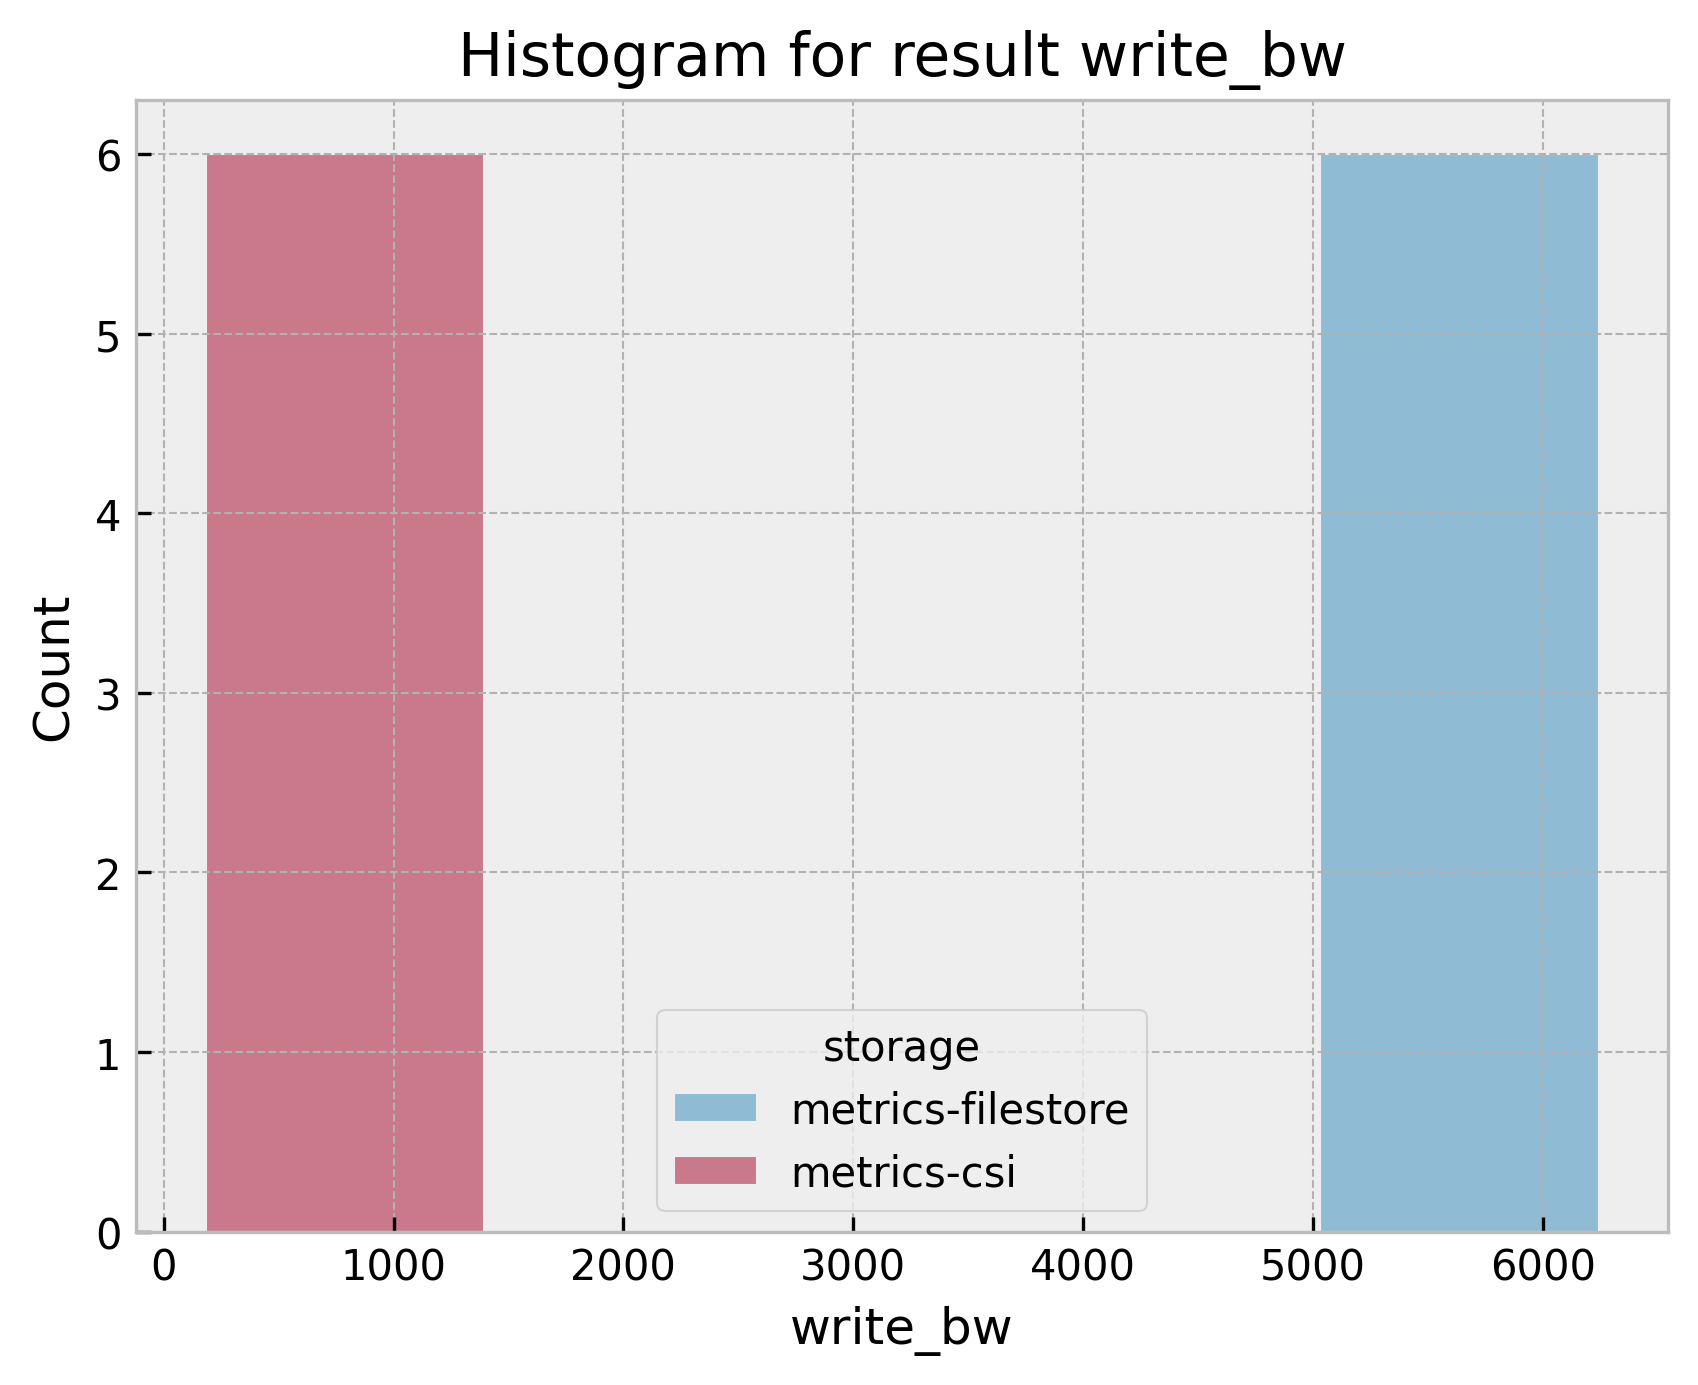 Histogram for result write_bw
6
5
4
3
2
1
0
Count
storage
metrics-filestore
metrics-csi
0 1000 2000 3000 4000 5000 6000
write_bw